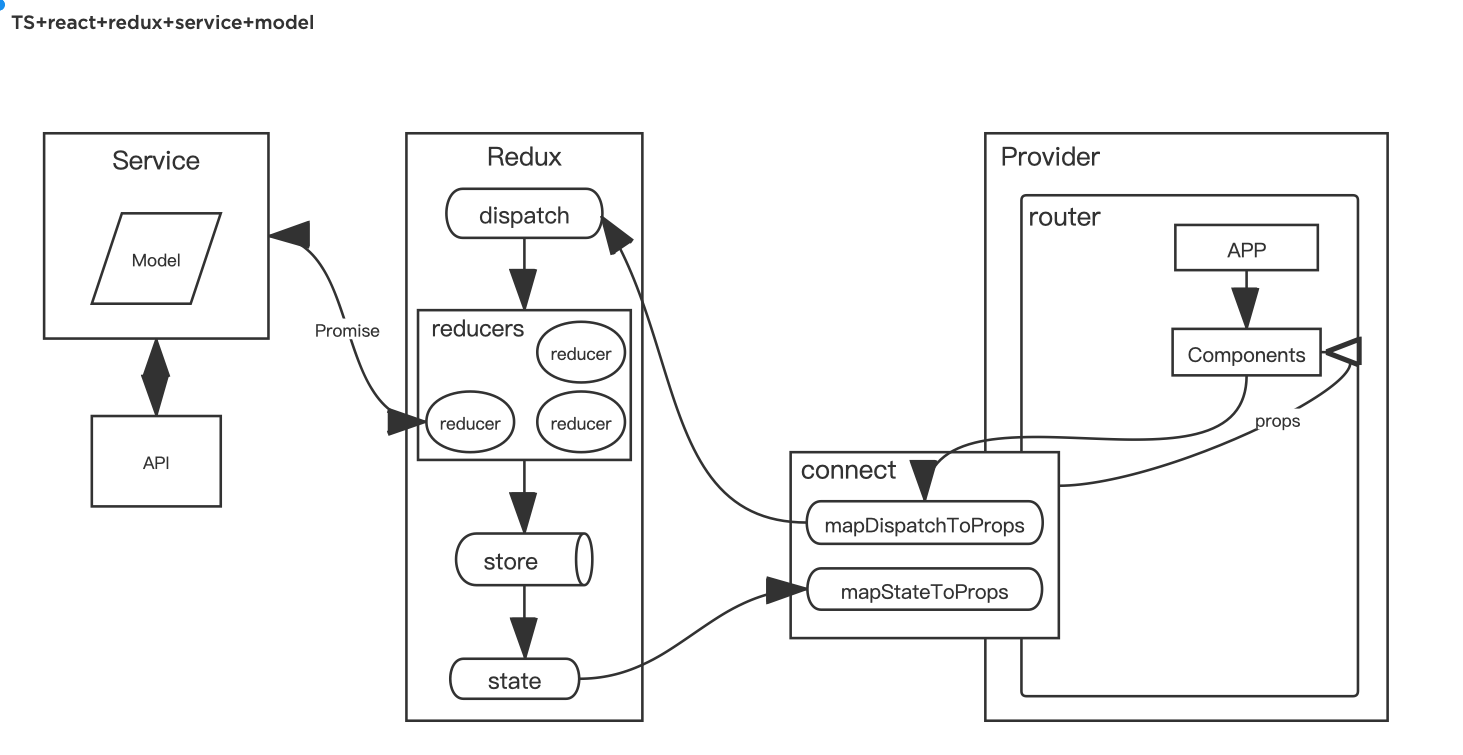 TS+react+redux+service+model
Service
Model
API
Promise
Redux
dispatch
reducers
reducer
reducer
reducer
store
state
connect
mapDispatchToProps
mapStateToProps
Provider
router
APP
Components
props